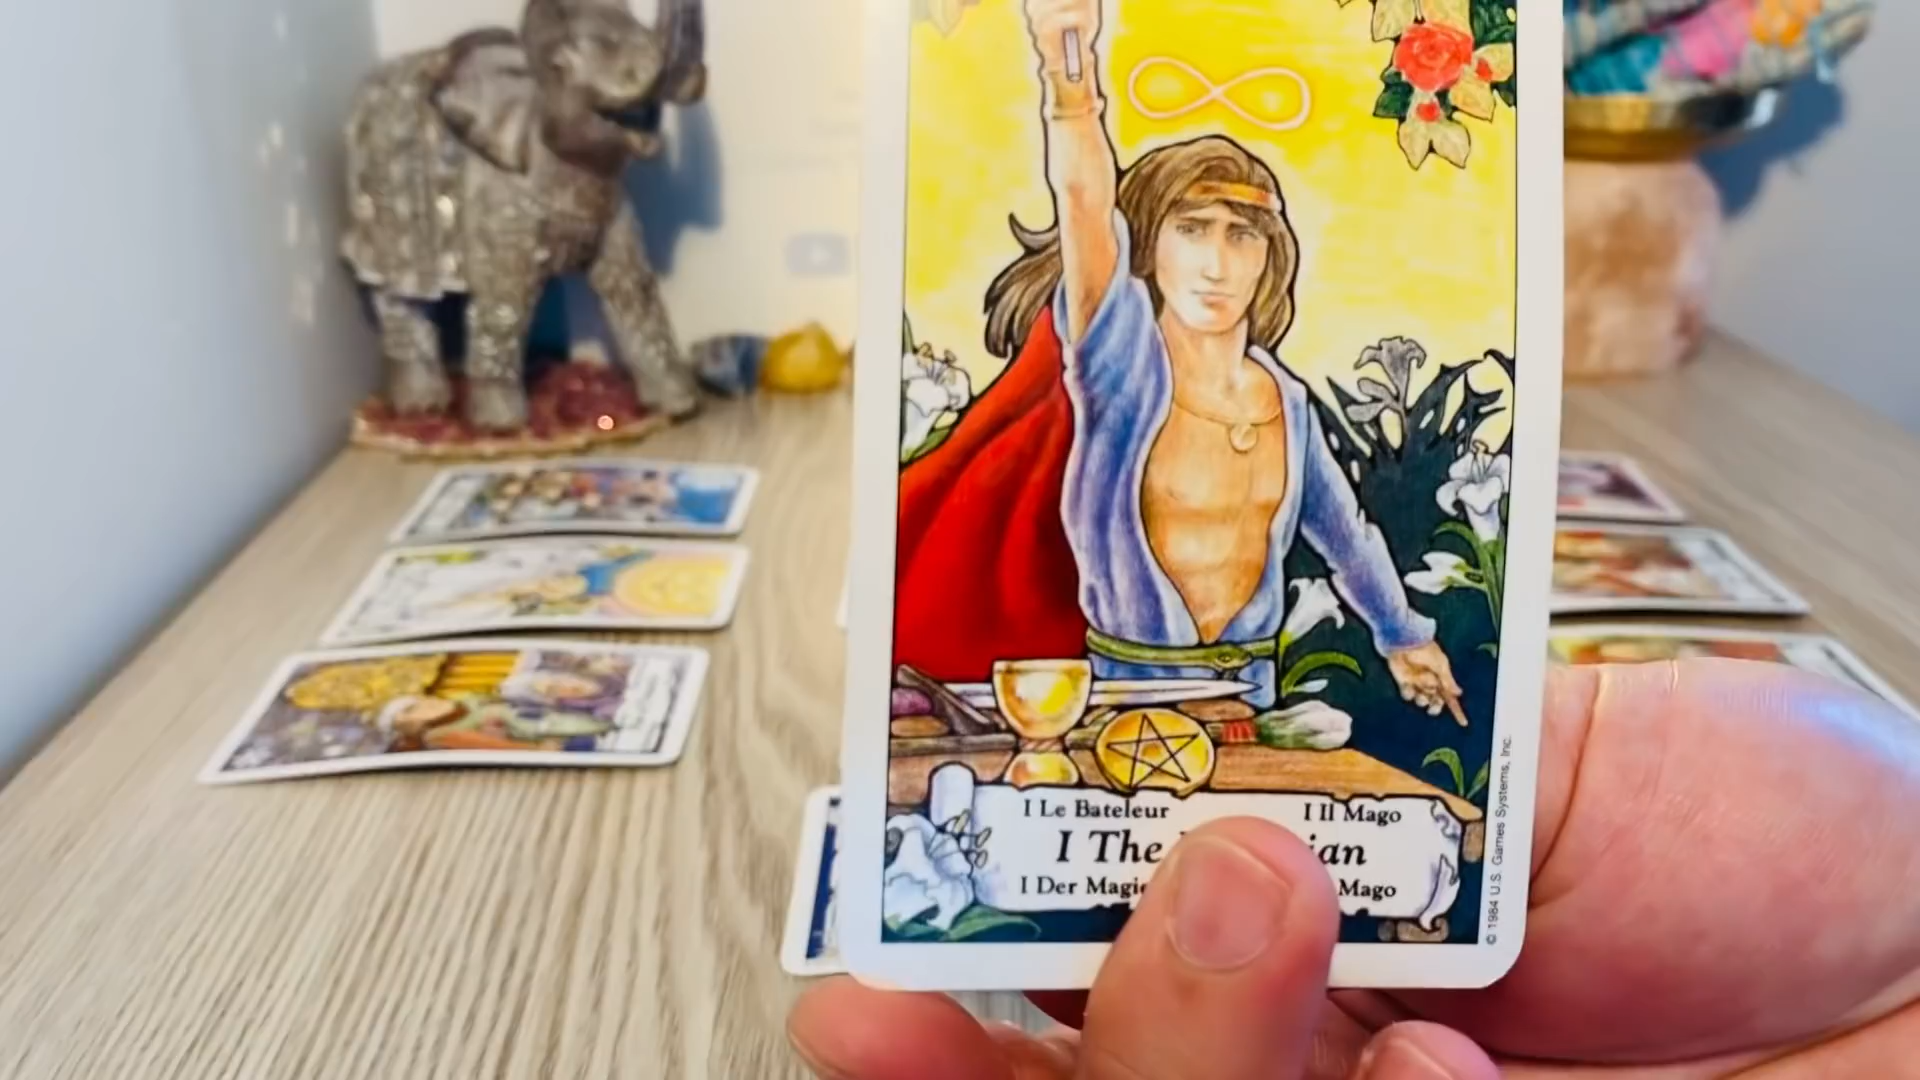 I Le Bateleur I Il Mago
I The ian
I Der Magie Mago
© 1984 U.S. Games Systems, Inc.